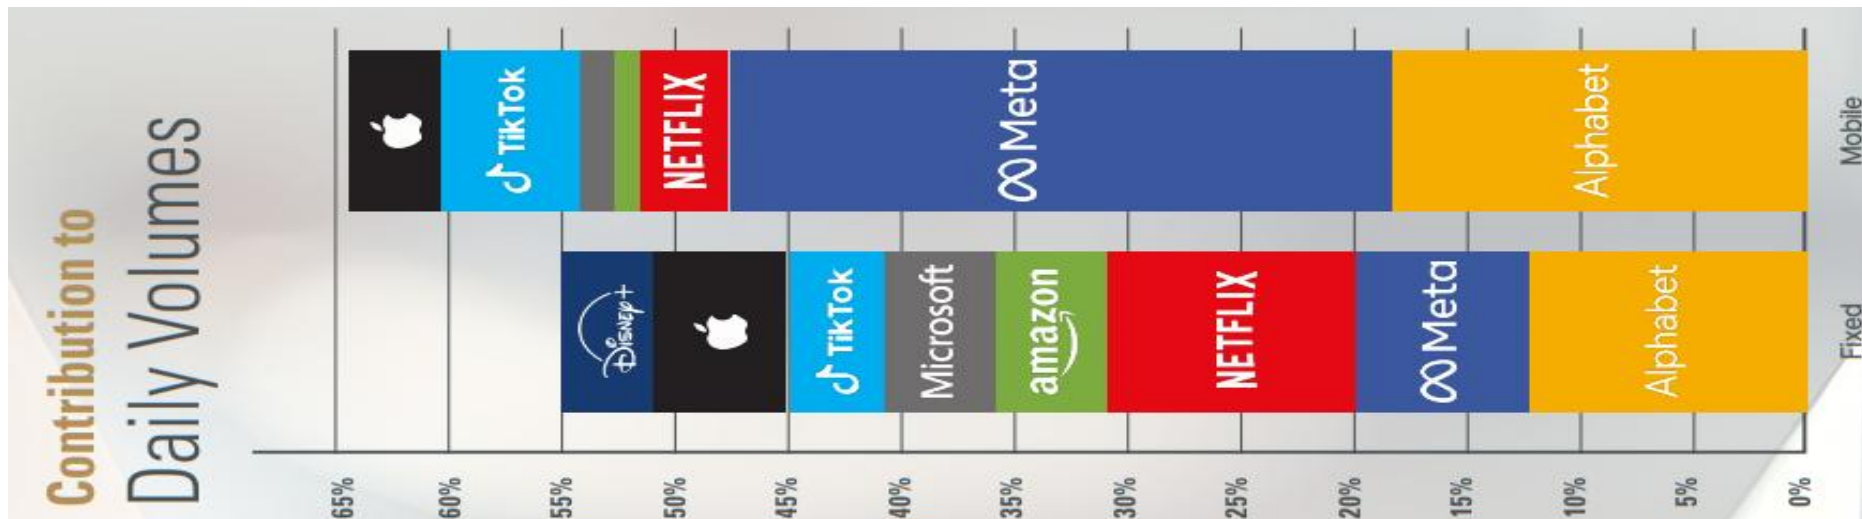 Contribution to
Daily Volumes
65%
60%
55%
50%
45%
40%
35%
30%
25%
20%
15%
10%
5%
0%
TikTok
NETFLIX
Meta
Alphabet
Mobile
Disney+
TikTok
Microsoft
amazon
NETFLIX
Meta
Alphabet
Fixed